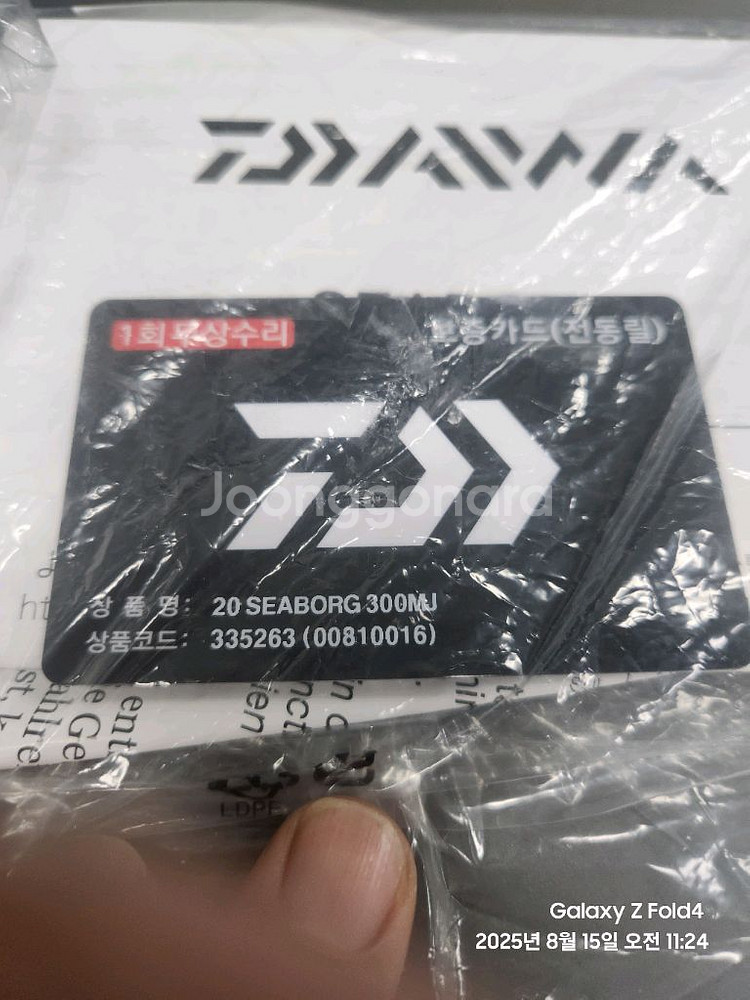 DAIWA
1회 무상수리
보증카드(전동릴)
Joonggonara
상 품 명: 20 SEABORG 300MJ
상품코드: 335263 (00810016)
ht
LDPE
Galaxy Z Fold4
2025년 8월 15일 오전 11:24